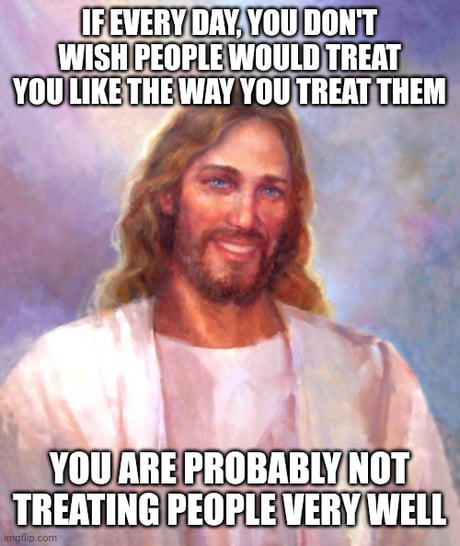 IF EVERY DAY, YOU DON'T
WISH PEOPLE WOULD TREAT
YOU LIKE THE WAY YOU TREAT THEM
YOU ARE PROBABLY NOT
TREATING PEOPLE VERY WELL
imgflip.com